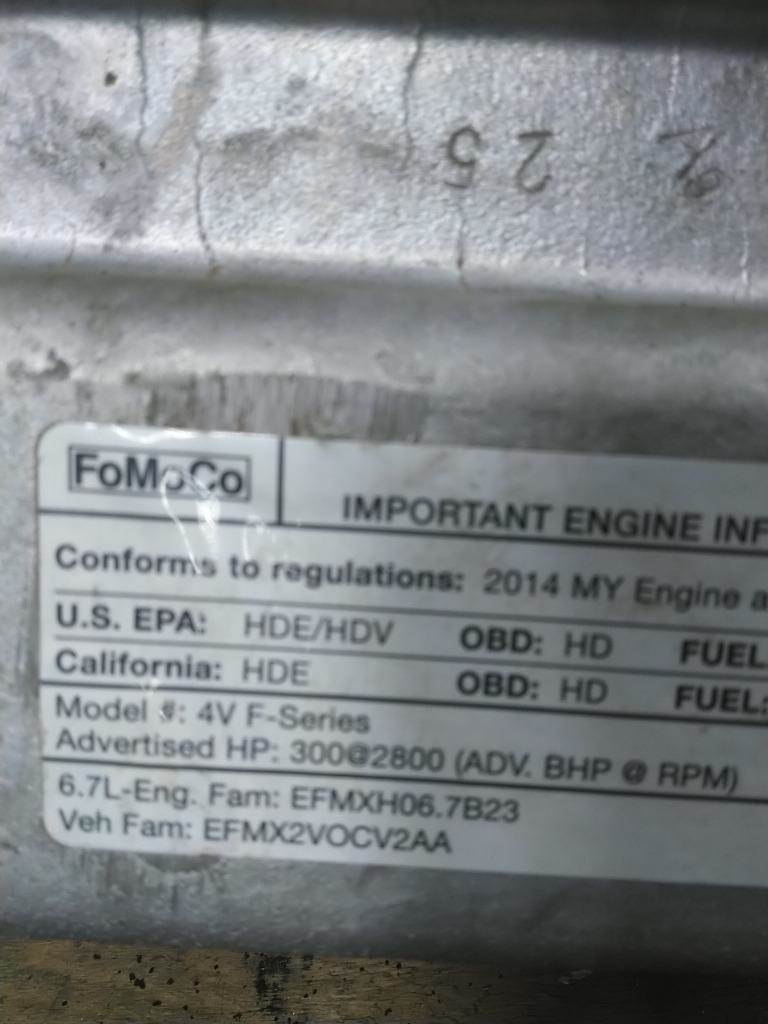 25
FoMoCo
IMPORTANT ENGINE INF
Conforms to regulations: 2014 MY Engine a
U.S. EPA: HDE/HDV OBD: HD FUEL
California: HDE OBD: HD FUEL:
Model #: 4V F-Series
Advertised HP: 300@2800 (ADV. BHP @ RPM)
6.7L-Eng. Fam: EFMXH06.7B23
Veh Fam: EFMX2VOCV2AA